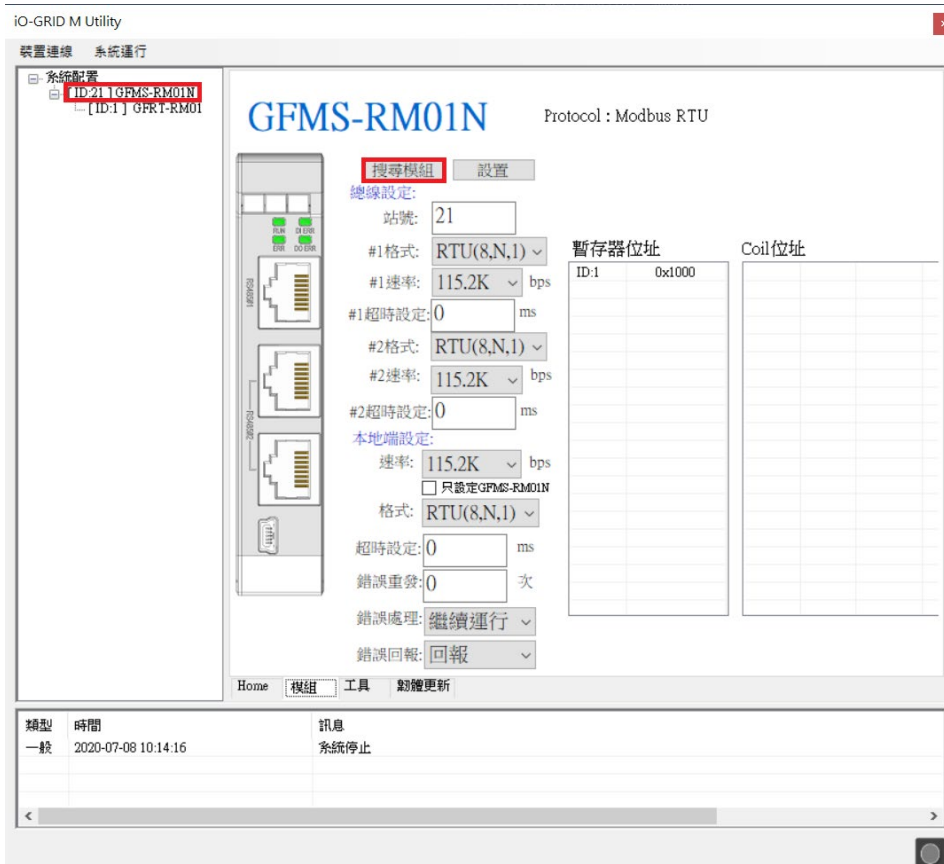 iO-GRID M Utility
裝置連線 系統運行
系統配置
[ID:21 ] GFMS-RM01N
[ID:1 ] GFRT-RM01
GFMS-RM01N
Protocol : Modbus RTU
搜尋模組 設置
總線設定:
站號: 21
#1格式: RTU(8,N,1)
#1速率: 115.2K bps
#1超時設定: 0 ms
#2格式: RTU(8,N,1)
#2速率: 115.2K bps
#2超時設定: 0 ms
本地端設定:
速率: 115.2K bps
只設定GFMS-RM01N
格式: RTU(8,N,1)
超時設定: 0 ms
錯誤重發: 0 次
錯誤處理: 繼續運行
錯誤回報: 回報
RUN DI ERR
ERR DO ERR
RS485#1
RS485#2
暫存器位址
ID:1 0x1000
Coil位址
Home 模組 工具 韌體更新
類型 時間 訊息
一般 2020-07-08 10:14:16 系統停止